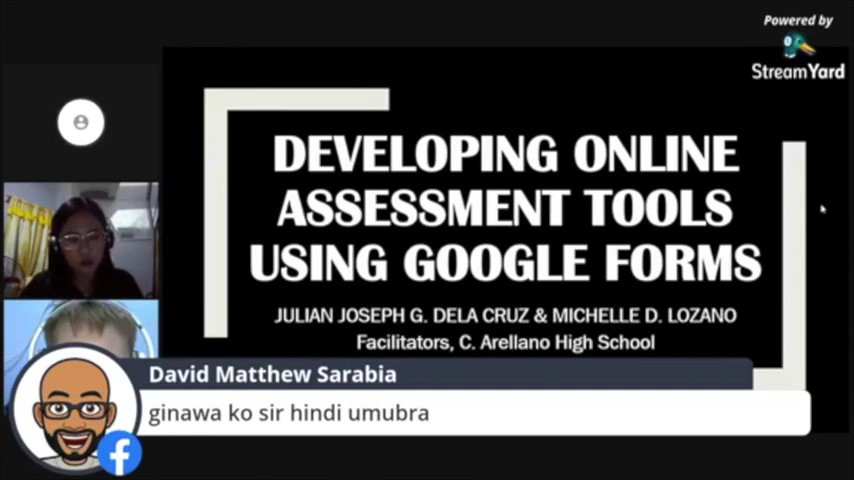 Powered by
StreamYard
DEVELOPING ONLINE
ASSESSMENT TOOLS
USING GOOGLE FORMS
JULIAN JOSEPH G. DELA CRUZ & MICHELLE D. LOZANO
Facilitators, C. Arellano High School
David Matthew Sarabia
ginawa ko sir hindi umubra